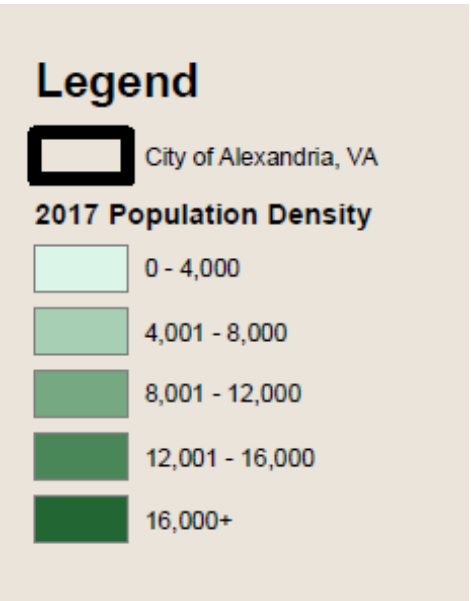 Legend
City of Alexandria, VA
2017 Population Density
0 - 4,000
4,001 - 8,000
8,001 - 12,000
12,001 - 16,000
16,000+